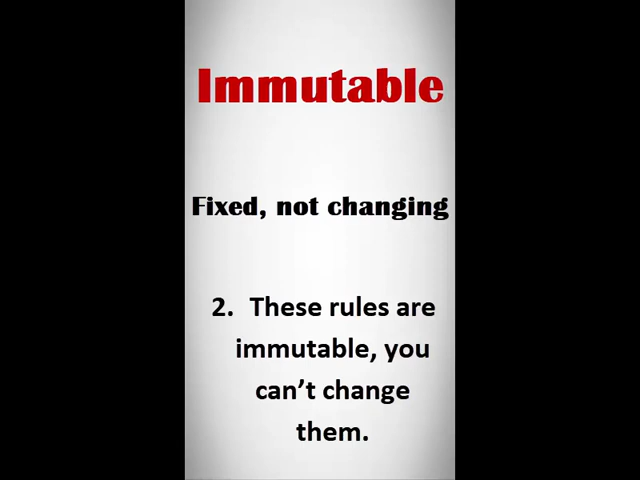 Immutable
Fixed, not changing
2. These rules are
immutable, you
can’t change
them.